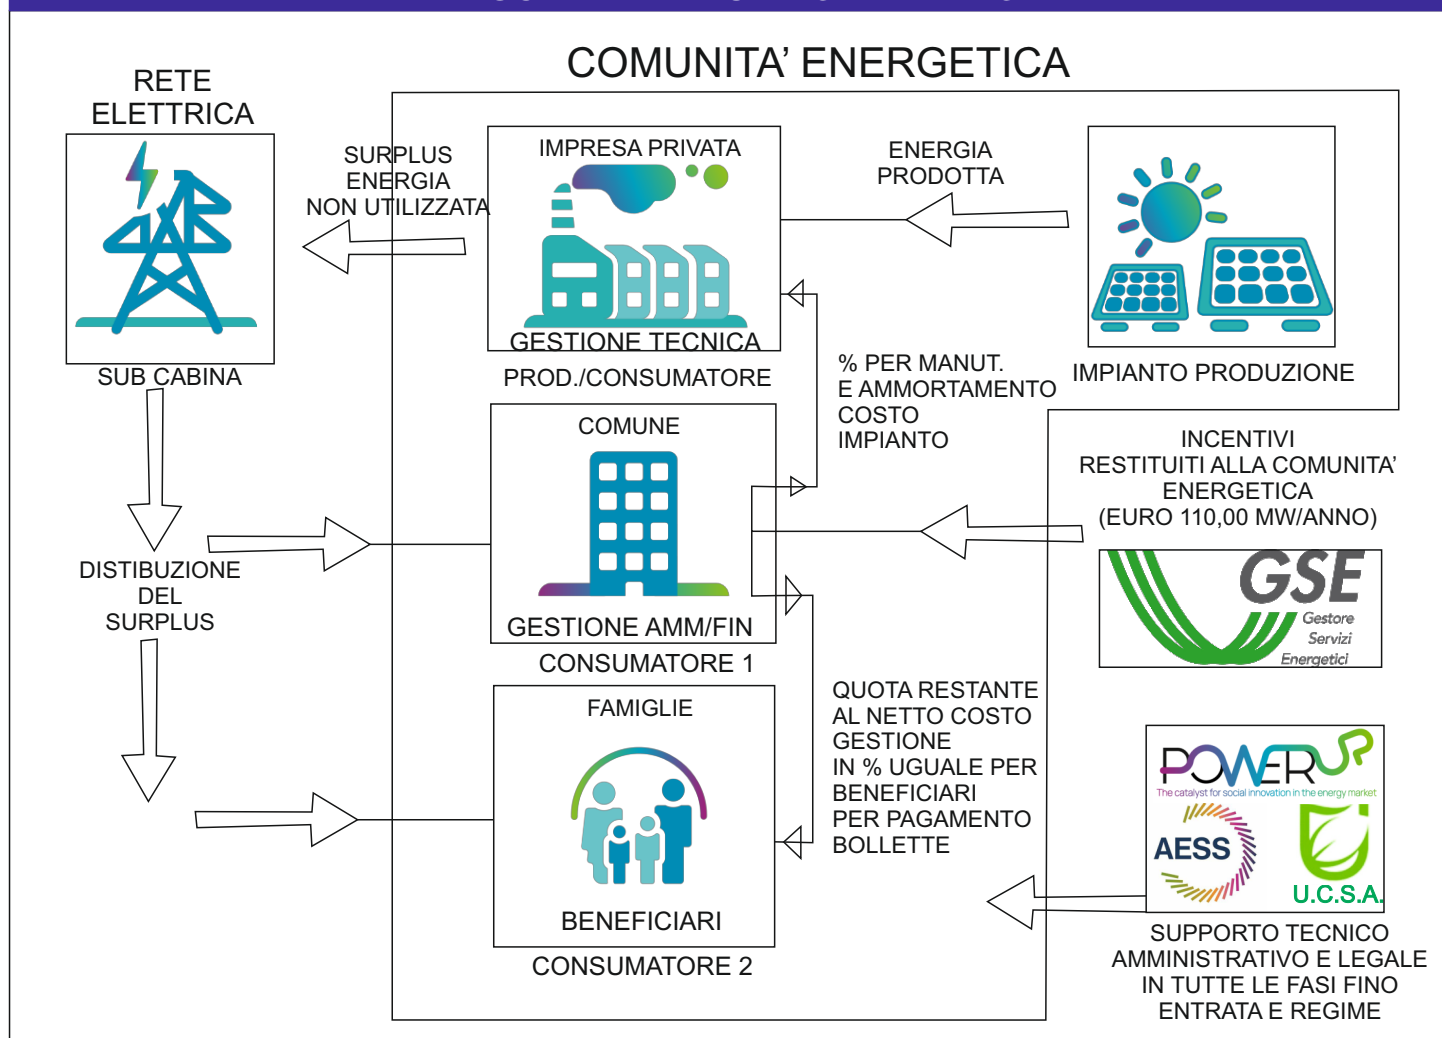 COMUNITA’ ENERGETICA
RETE
ELETTRICA
SUB CABINA
SURPLUS
ENERGIA
NON UTILIZZATA
IMPRESA PRIVATA
GESTIONE TECNICA
PROD./CONSUMATORE
ENERGIA
PRODOTTA
IMPIANTO PRODUZIONE
% PER MANUT.
E AMMORTAMENTO
COSTO
IMPIANTO
COMUNE
GESTIONE AMM/FIN
CONSUMATORE 1
INCENTIVI
RESTITUITI ALLA COMUNITA’
ENERGETICA
(EURO 110,00 MW/ANNO)
GSE
Gestore
Servizi
Energetici
DISTIBUZIONE
DEL
SURPLUS
FAMIGLIE
BENEFICIARI
CONSUMATORE 2
QUOTA RESTANTE
AL NETTO COSTO
GESTIONE
IN % UGUALE PER
BENEFICIARI
PER PAGAMENTO
BOLLETTE
POWERUP
The catalyst for social innovation in the energy market
AESS
U.C.S.A.
SUPPORTO TECNICO
AMMINISTRATIVO E LEGALE
IN TUTTE LE FASI FINO
ENTRATA E REGIME